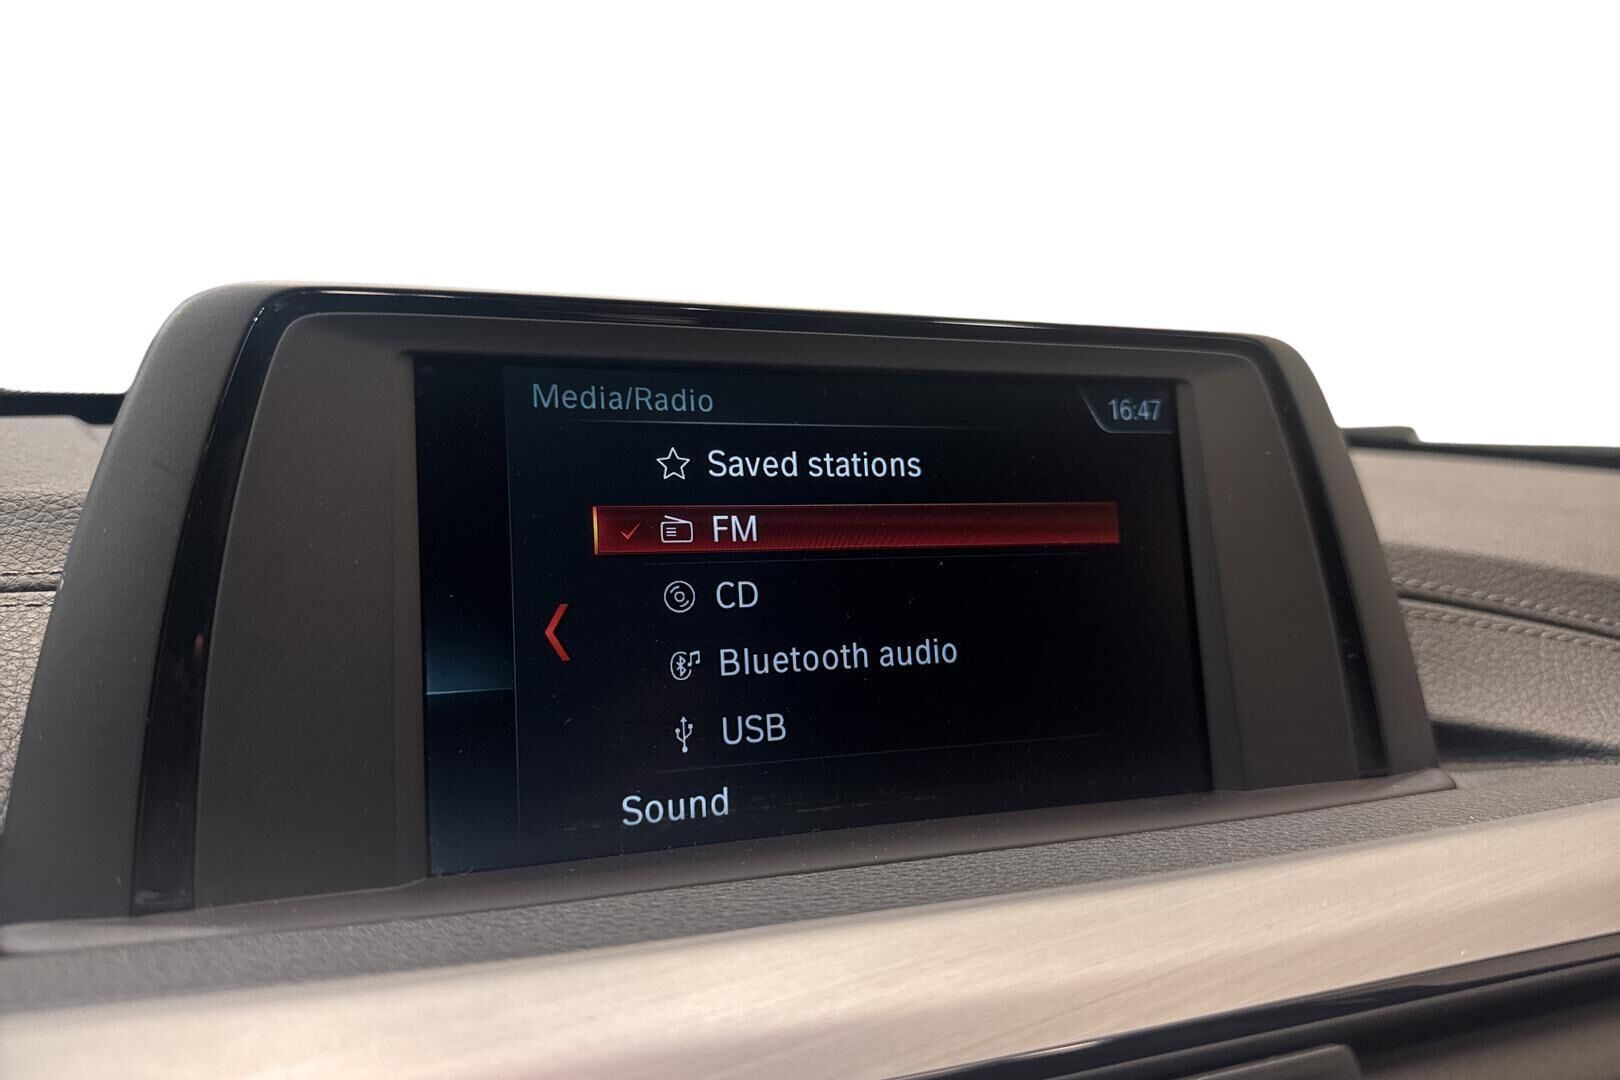 Media/Radio
16:47
Saved stations
FM
CD
Bluetooth audio
USB
Sound